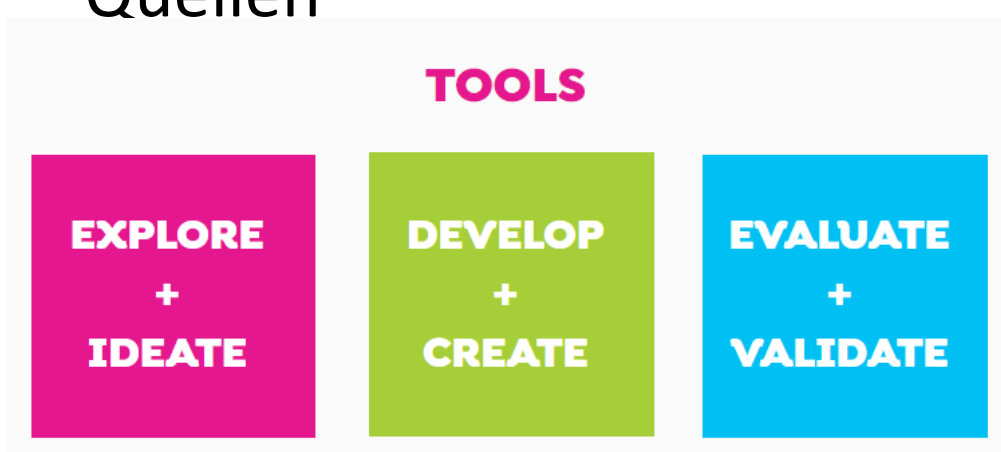 Quellen
TOOLS
EXPLORE
+
IDEATE
DEVELOP
+
CREATE
EVALUATE
+
VALIDATE